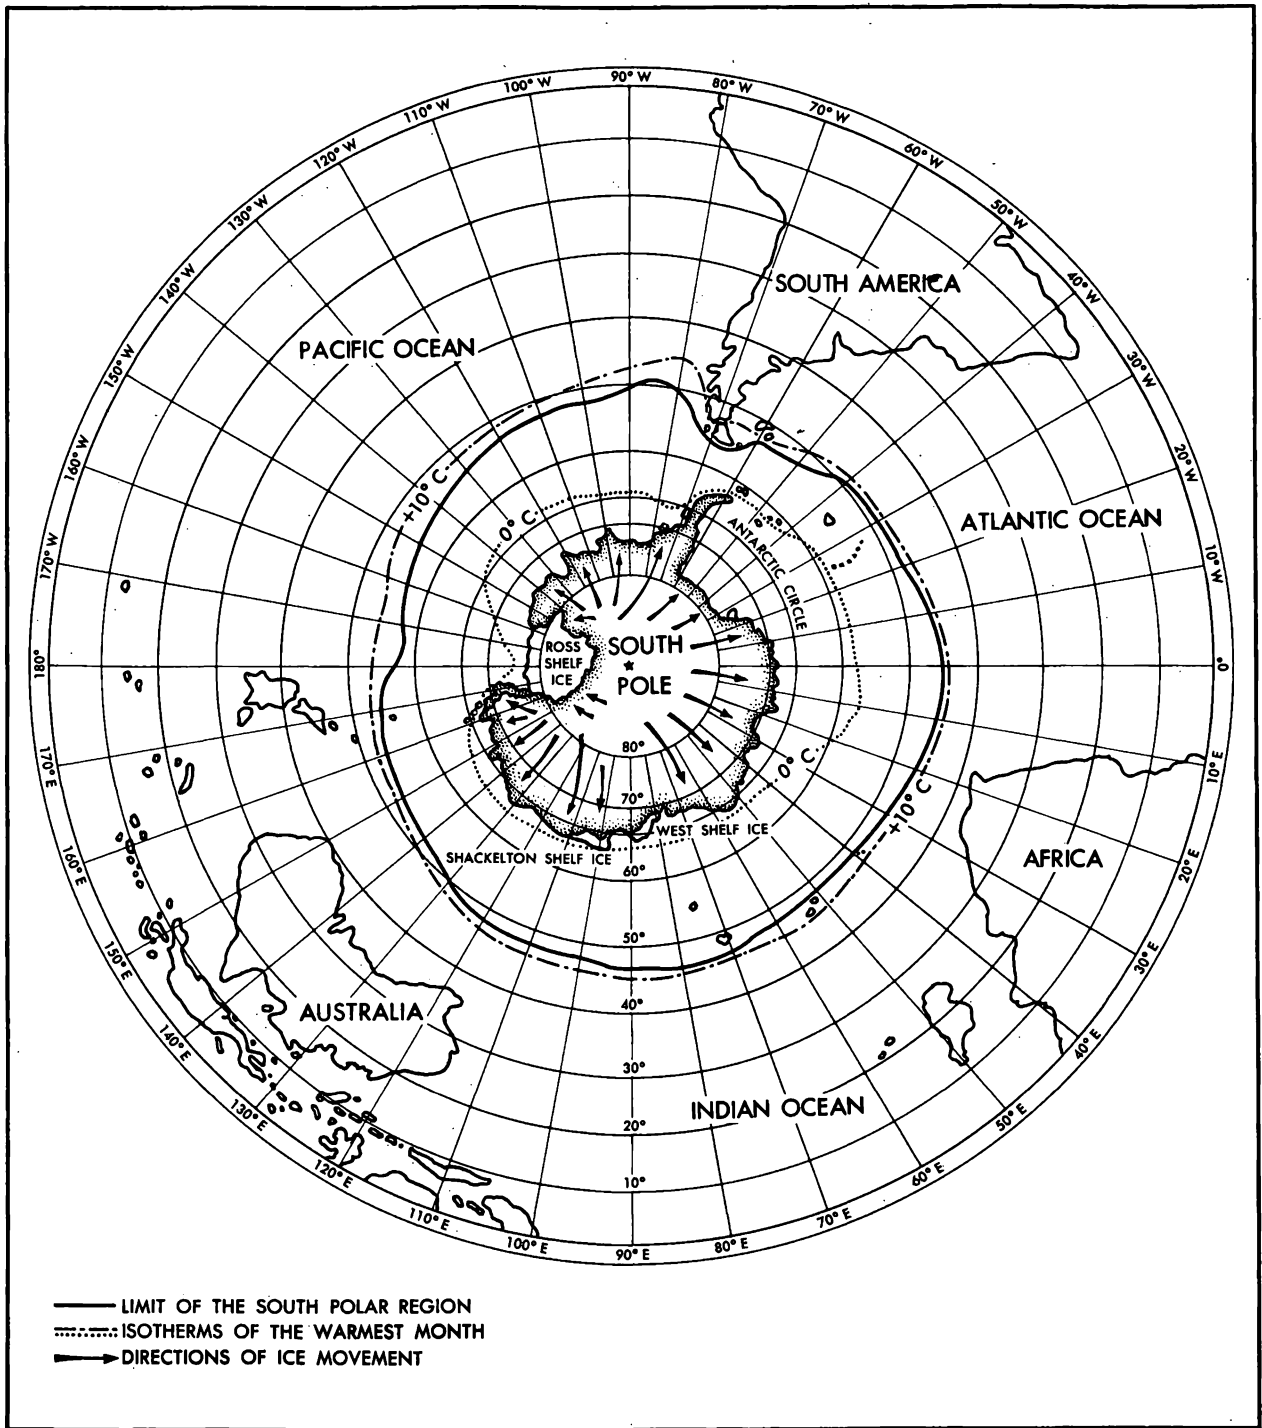 90° W
100° W
80° W
110° W
70° W
120° W
60° W
130° W
50° W
140° W
40° W
150° W
30° W
160° W
20° W
170° W
10° W
180°
0°
170° E
10° E
160° E
20° E
150° E
30° E
140° E
40° E
130° E
50° E
120° E
60° E
110° E
70° E
100° E
80° E
90° E
SOUTH AMERICA
PACIFIC OCEAN
+10° C
0° C
ATLANTIC OCEAN
ANTARCTIC CIRCLE
ROSS
SHELF
ICE
SOUTH
POLE
80°
70°
0° C
+10° C
WEST SHELF ICE
SHACKELTON SHELF ICE
60°
AFRICA
50°
40°
AUSTRALIA
30°
INDIAN OCEAN
20°
10°
LIMIT OF THE SOUTH POLAR REGION
ISOTHERMS OF THE WARMEST MONTH
DIRECTIONS OF ICE MOVEMENT